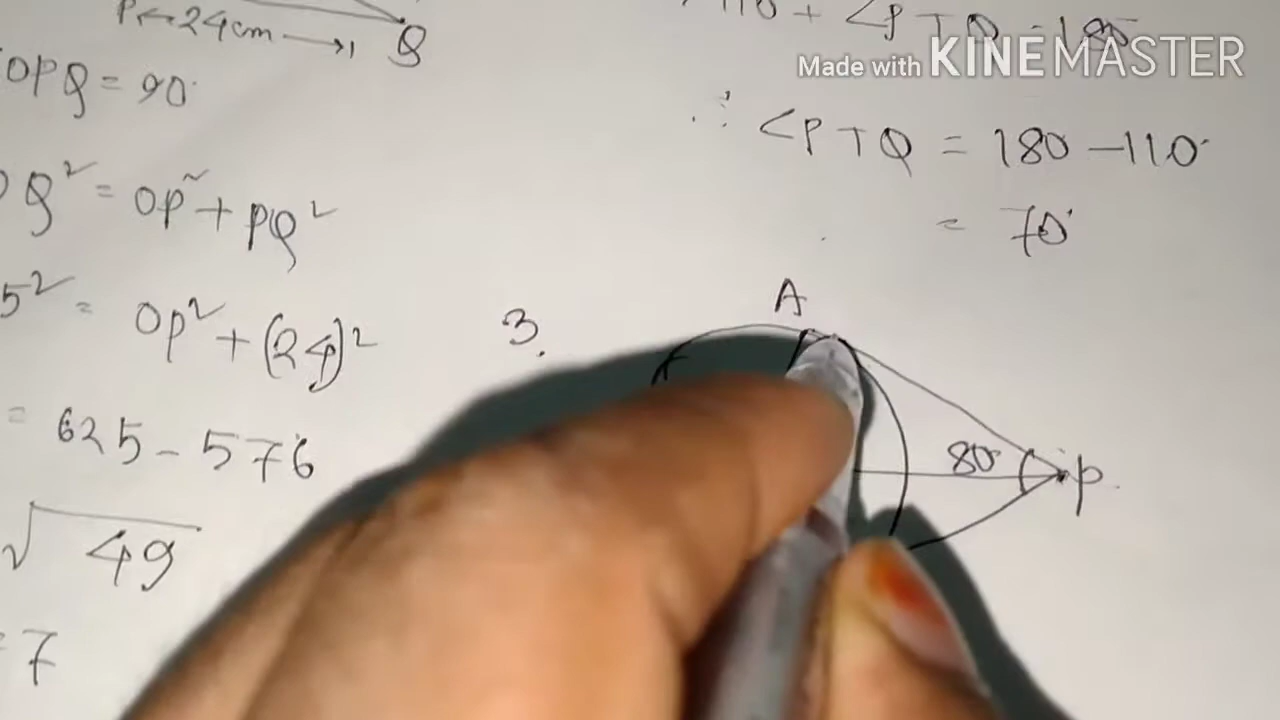 P ← 24cm → Q
OPQ = 90°
Q² = OP² + PQ²
5² = OP² + (24)²
= 625 - 576
√49
= 7
110 + <PTQ = 180
Made with KINEMASTER
∴ <PTQ = 180 - 110°
= 70°
3.
A
80°
P